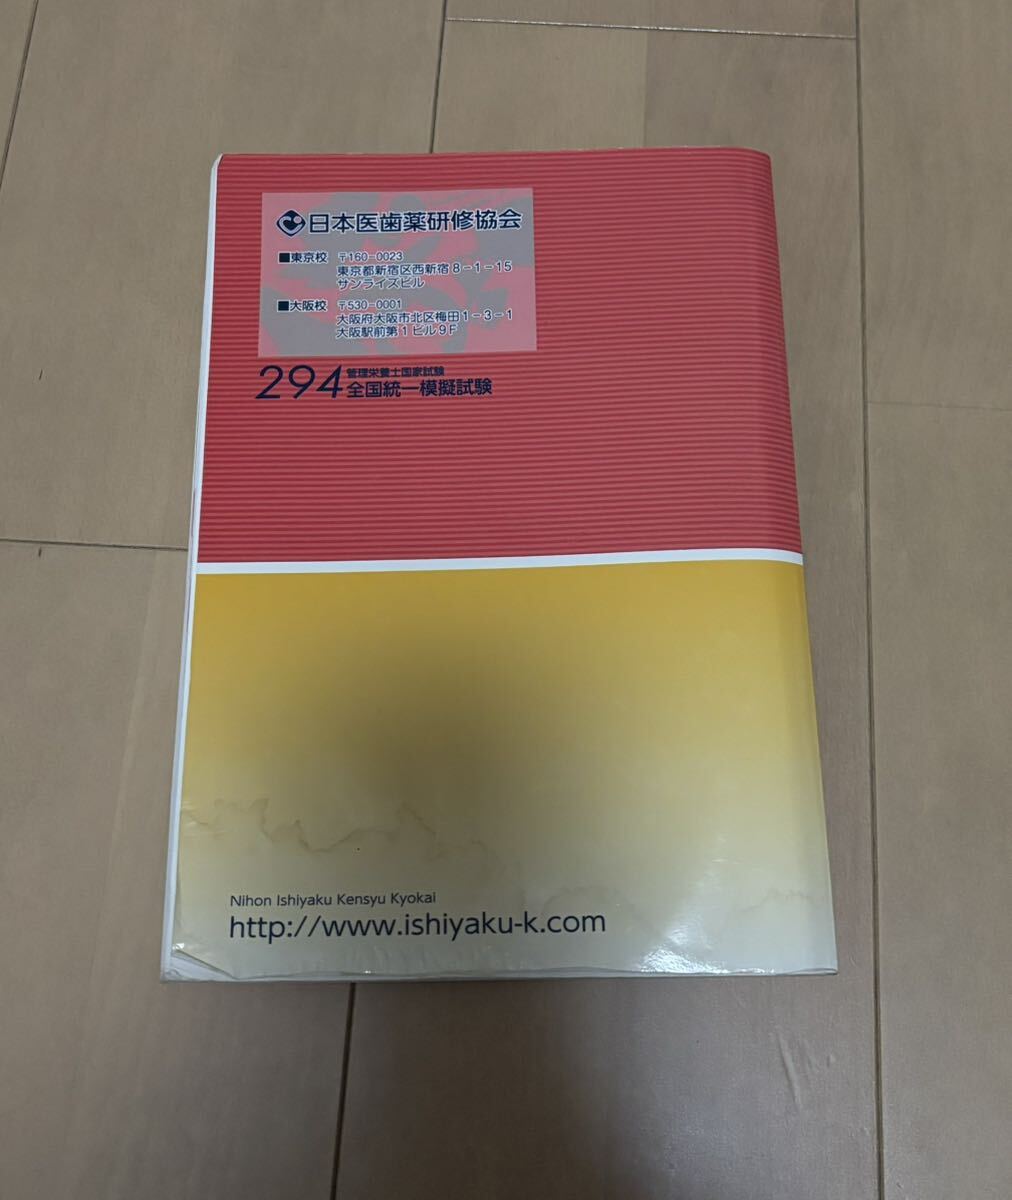 日本医歯薬研修協会
■東京校 〒160-0023
東京都新宿区西新宿8-1-15
サンライズビル
■大阪校 〒530-0001
大阪府大阪市北区梅田1-3-1
大阪駅前第1ビル9F
294 管理栄養士国家試験
全国統一模擬試験
Nihon Ishiyaku Kensyu Kyokai
http://www.ishiyaku-k.com